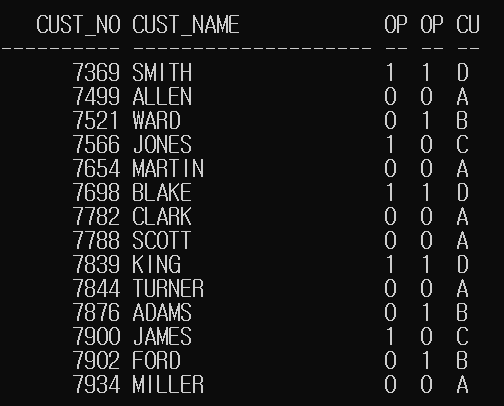 CUST_NO CUST_NAME OP OP CU
---------- -------------------- -- -- --
7369 SMITH 1 1 D
7499 ALLEN 0 0 A
7521 WARD 0 1 B
7566 JONES 1 0 C
7654 MARTIN 0 0 A
7698 BLAKE 1 1 D
7782 CLARK 0 0 A
7788 SCOTT 0 0 A
7839 KING 1 1 D
7844 TURNER 0 0 A
7876 ADAMS 0 1 B
7900 JAMES 1 0 C
7902 FORD 0 1 B
7934 MILLER 0 0 A